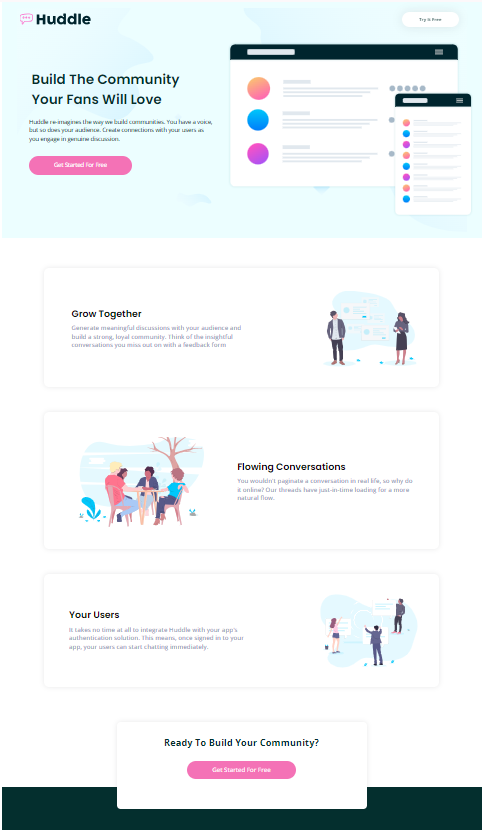 Huddle
Try It Free
Build The Community
Your Fans Will Love
Huddle re-imagines the way we build communities. You have a voice,
but so does your audience. Create connections with your users as
you engage in genuine discussion.
Get Started For Free
Grow Together
Generate meaningful discussions with your audience and
build a strong, loyal community. Think of the insightful
conversations you miss out on with a feedback form
Flowing Conversations
You wouldn't paginate a conversation in real life, so why do
it online? Our threads have just-in-time loading for a more
natural flow.
Your Users
It takes no time at all to integrate Huddle with your app's
authentication solution. This means, once signed in to your
app, your users can start chatting immediately.
Ready To Build Your Community?
Get Started For Free